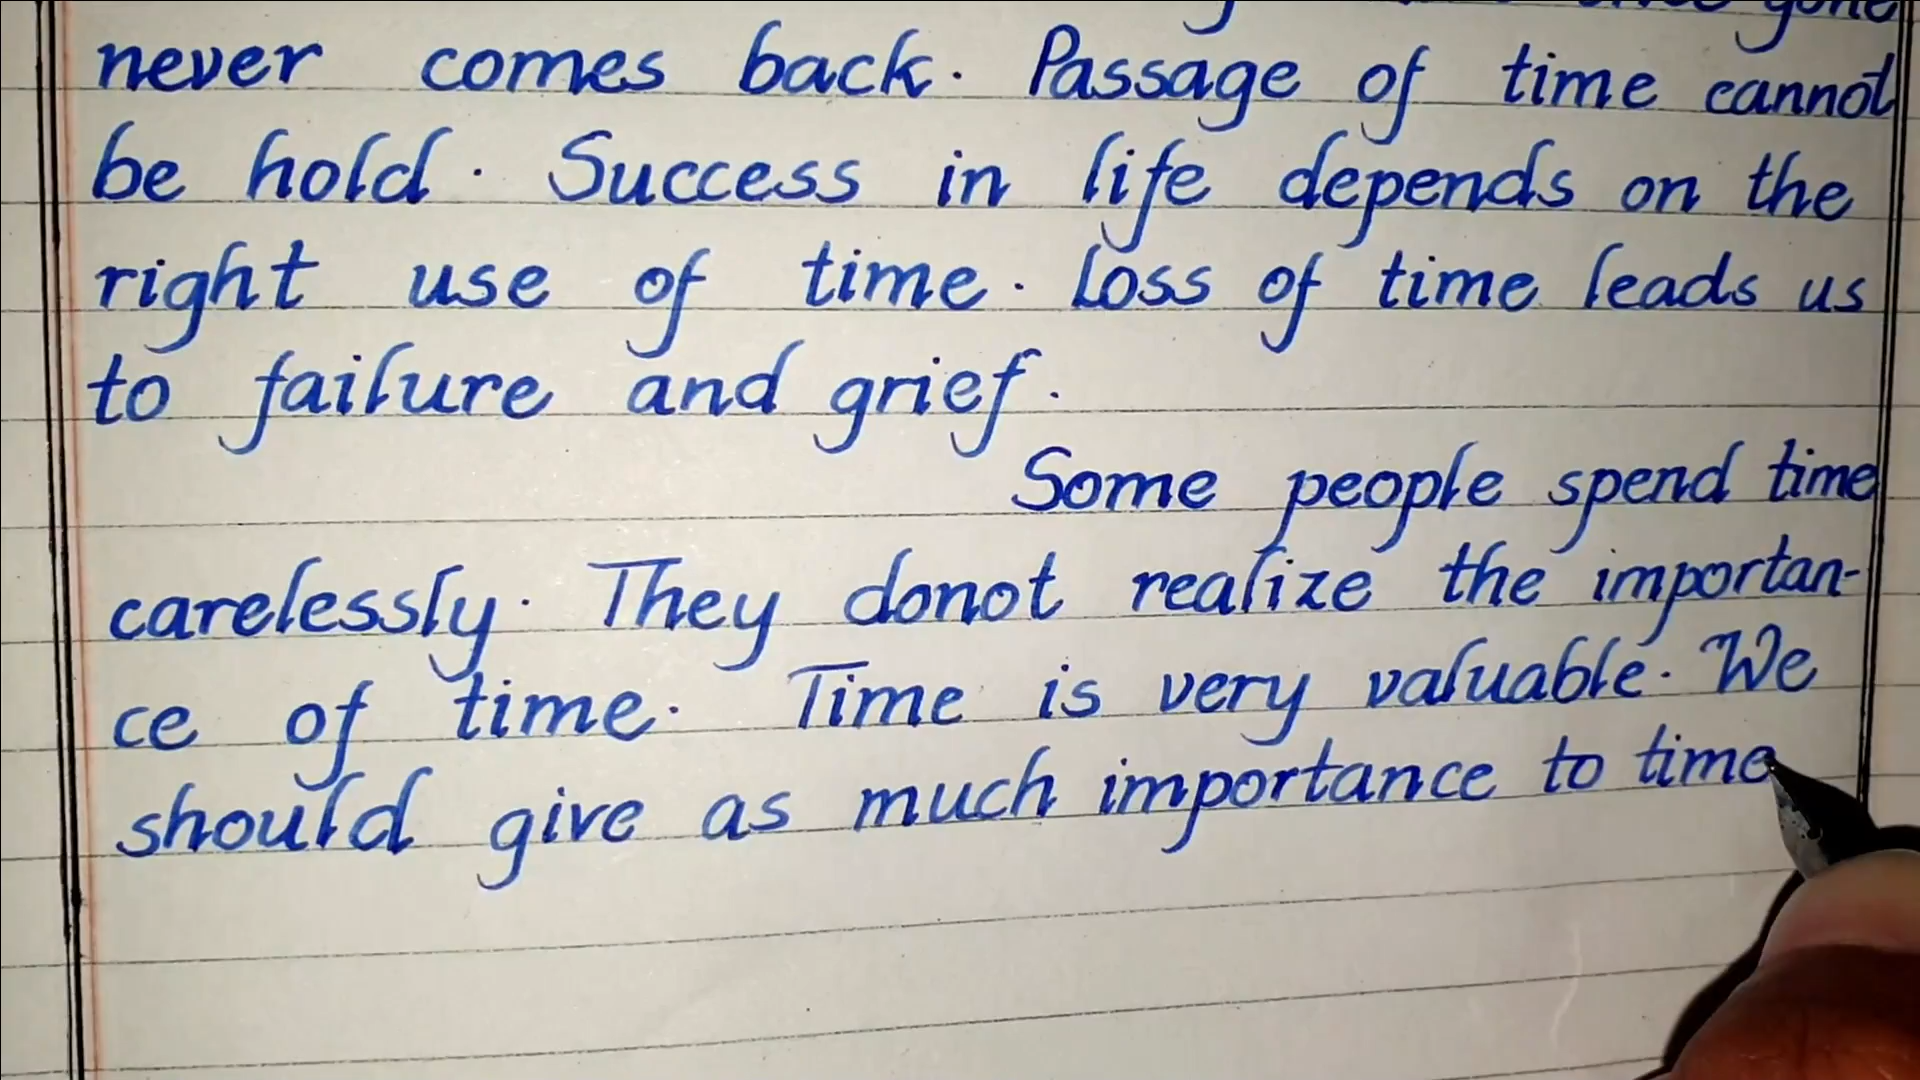 gone
never comes back. Passage of time cannot
be hold. Success in life depends on the
right use of time. Loss of time leads us
to failure and grief.
Some people spend time
carelessly. They donot realize the importan-
ce of time. Time is very valuable. We
should give as much importance to time